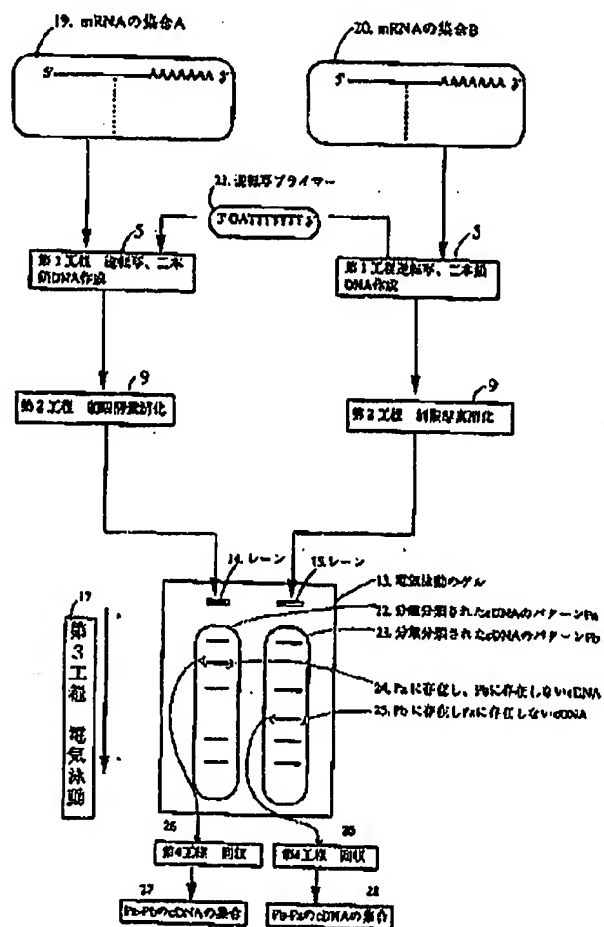 19. mRNAの集合A
20. mRNAの集合B
5' AAAAAAA 3'
5' AAAAAAA 3'
21. 逆転写プライマー
3' GATTTTTTT 5'
5
5
第1工程 逆転写、二本
鎖DNA作成
第1工程逆転写、二本鎖
DNA作成
9
9
第2工程 制限酵素消化
第2工程 制限酵素消化
14. レーン
15. レーン
13. 電気泳動のゲル
22. 分離分類されたcDNAのパターンPa
23. 分離分類されたcDNAのパターンPb
17
第3工程 電気泳動
24. Paに存在し、Pbに存在しないcDNA
25. Pbに存在しPaに存在しないcDNA
26
第4工程 回収
第4工程 回収
27
28
Pa-PbのcDNAの集合
Pb-PaのcDNAの集合